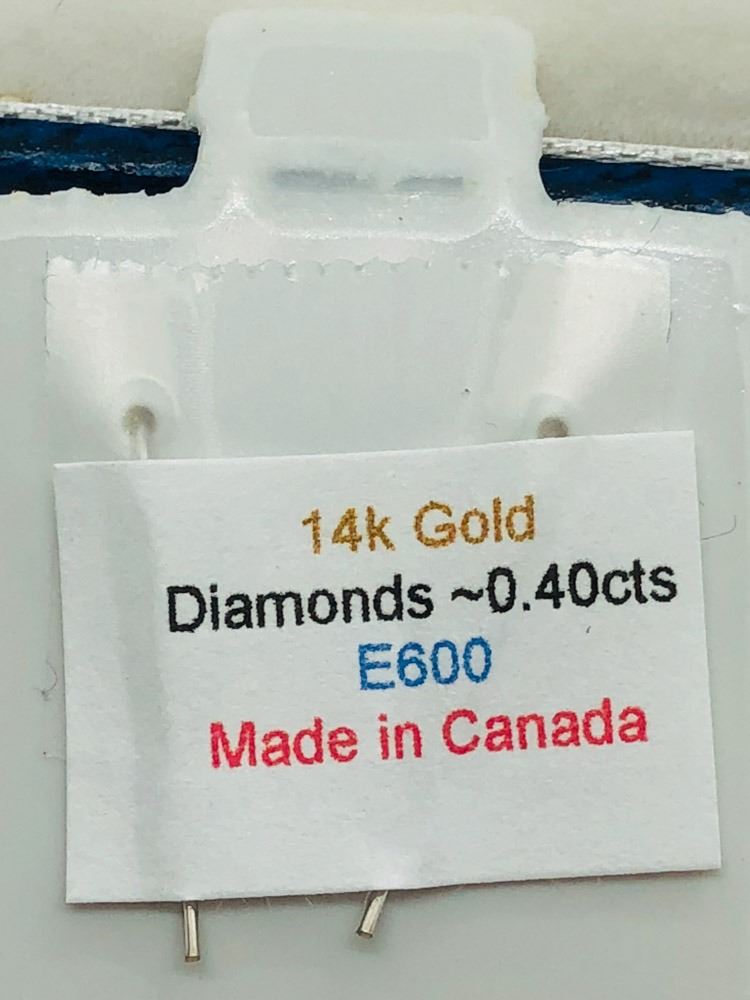 14k Gold
Diamonds ~0.40cts
E600
Made in Canada